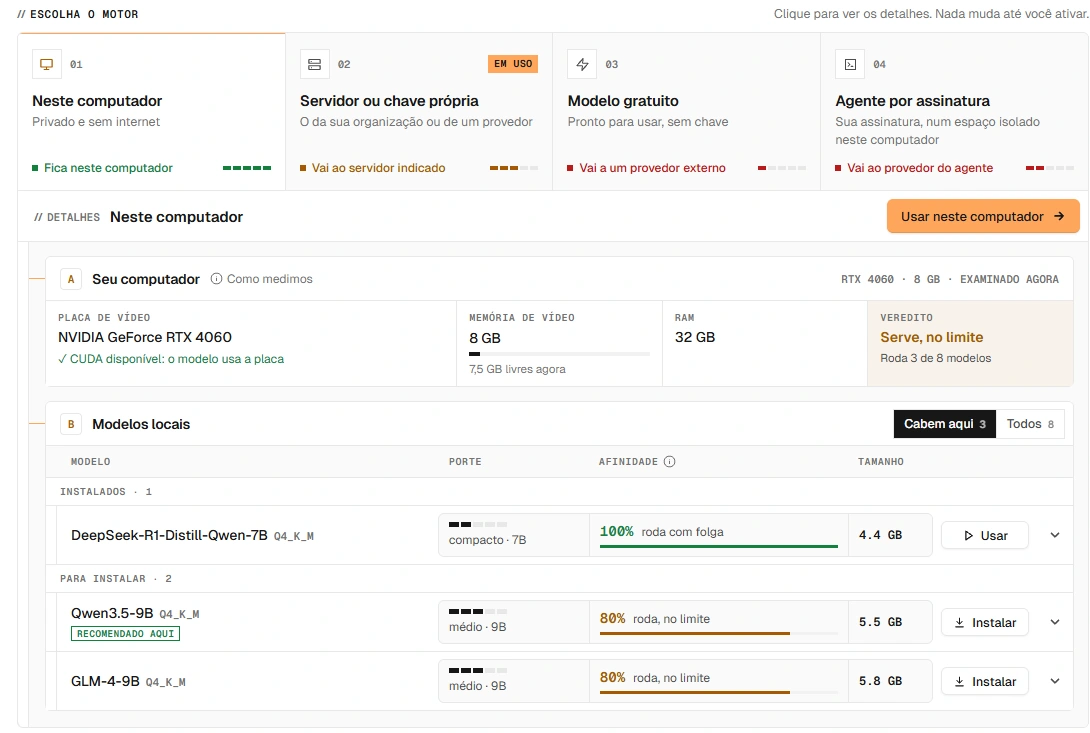 // ESCOLHA O MOTOR
Clique para ver os detalhes. Nada muda até você ativar.
01
Neste computador
Privado e sem internet
Fica neste computador
02
EM USO
Servidor ou chave própria
O da sua organização ou de um provedor
Vai ao servidor indicado
03
Modelo gratuito
Pronto para usar, sem chave
Vai a um provedor externo
04
Agente por assinatura
Sua assinatura, num espaço isolado
neste computador
Vai ao provedor do agente
// DETALHES Neste computador
Usar neste computador →
A Seu computador Como medimos
RTX 4060 · 8 GB · EXAMINADO AGORA
PLACA DE VÍDEO
NVIDIA GeForce RTX 4060
✓ CUDA disponível: o modelo usa a placa
MEMÓRIA DE VÍDEO
8 GB
7,5 GB livres agora
RAM
32 GB
VEREDITO
Serve, no limite
Roda 3 de 8 modelos
B Modelos locais
Cabem aqui 3 Todos 8
MODELO PORTE AFINIDADE TAMANHO
INSTALADOS · 1
DeepSeek-R1-Distill-Qwen-7B Q4_K_M
compacto · 7B
100% roda com folga
4.4 GB
Usar
PARA INSTALAR · 2
Qwen3.5-9B Q4_K_M
RECOMENDADO AQUI
médio · 9B
80% roda, no limite
5.5 GB
Instalar
GLM-4-9B Q4_K_M
médio · 9B
80% roda, no limite
5.8 GB
Instalar